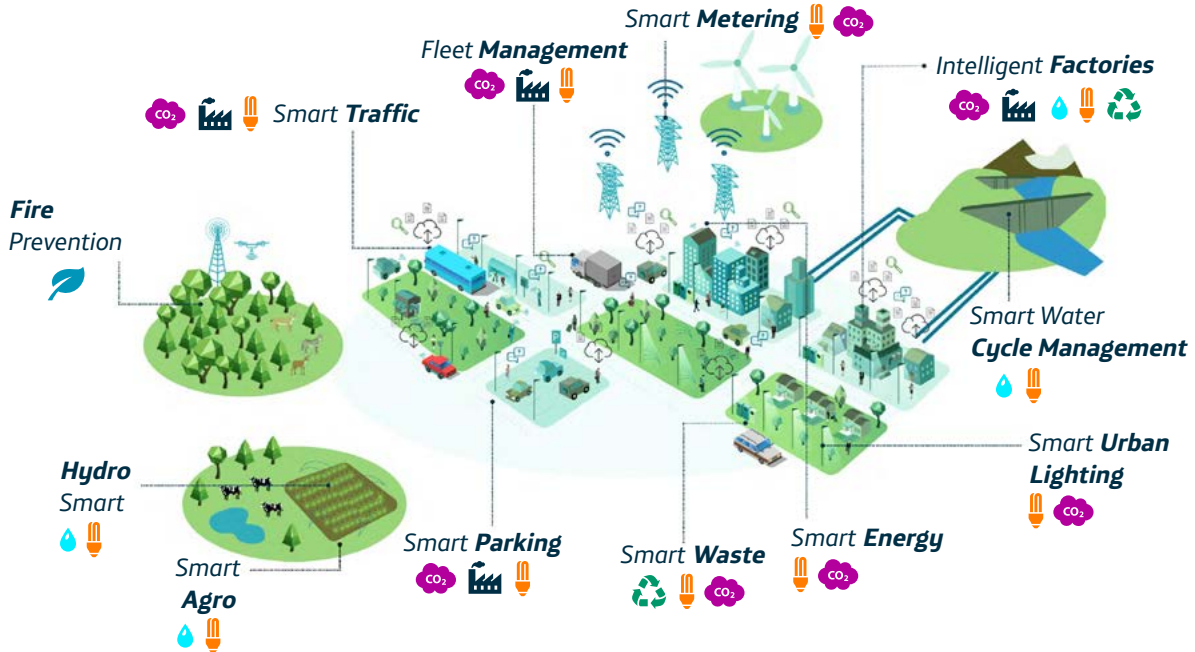 Smart Metering
CO2
Fleet Management
CO2
Intelligent Factories
CO2
CO2
Smart Traffic
Fire
Prevention
Smart Water
Cycle Management
Hydro
Smart
Smart
Agro
Smart Parking
CO2
Smart Waste
CO2
Smart Energy
CO2
Smart Urban
Lighting
CO2